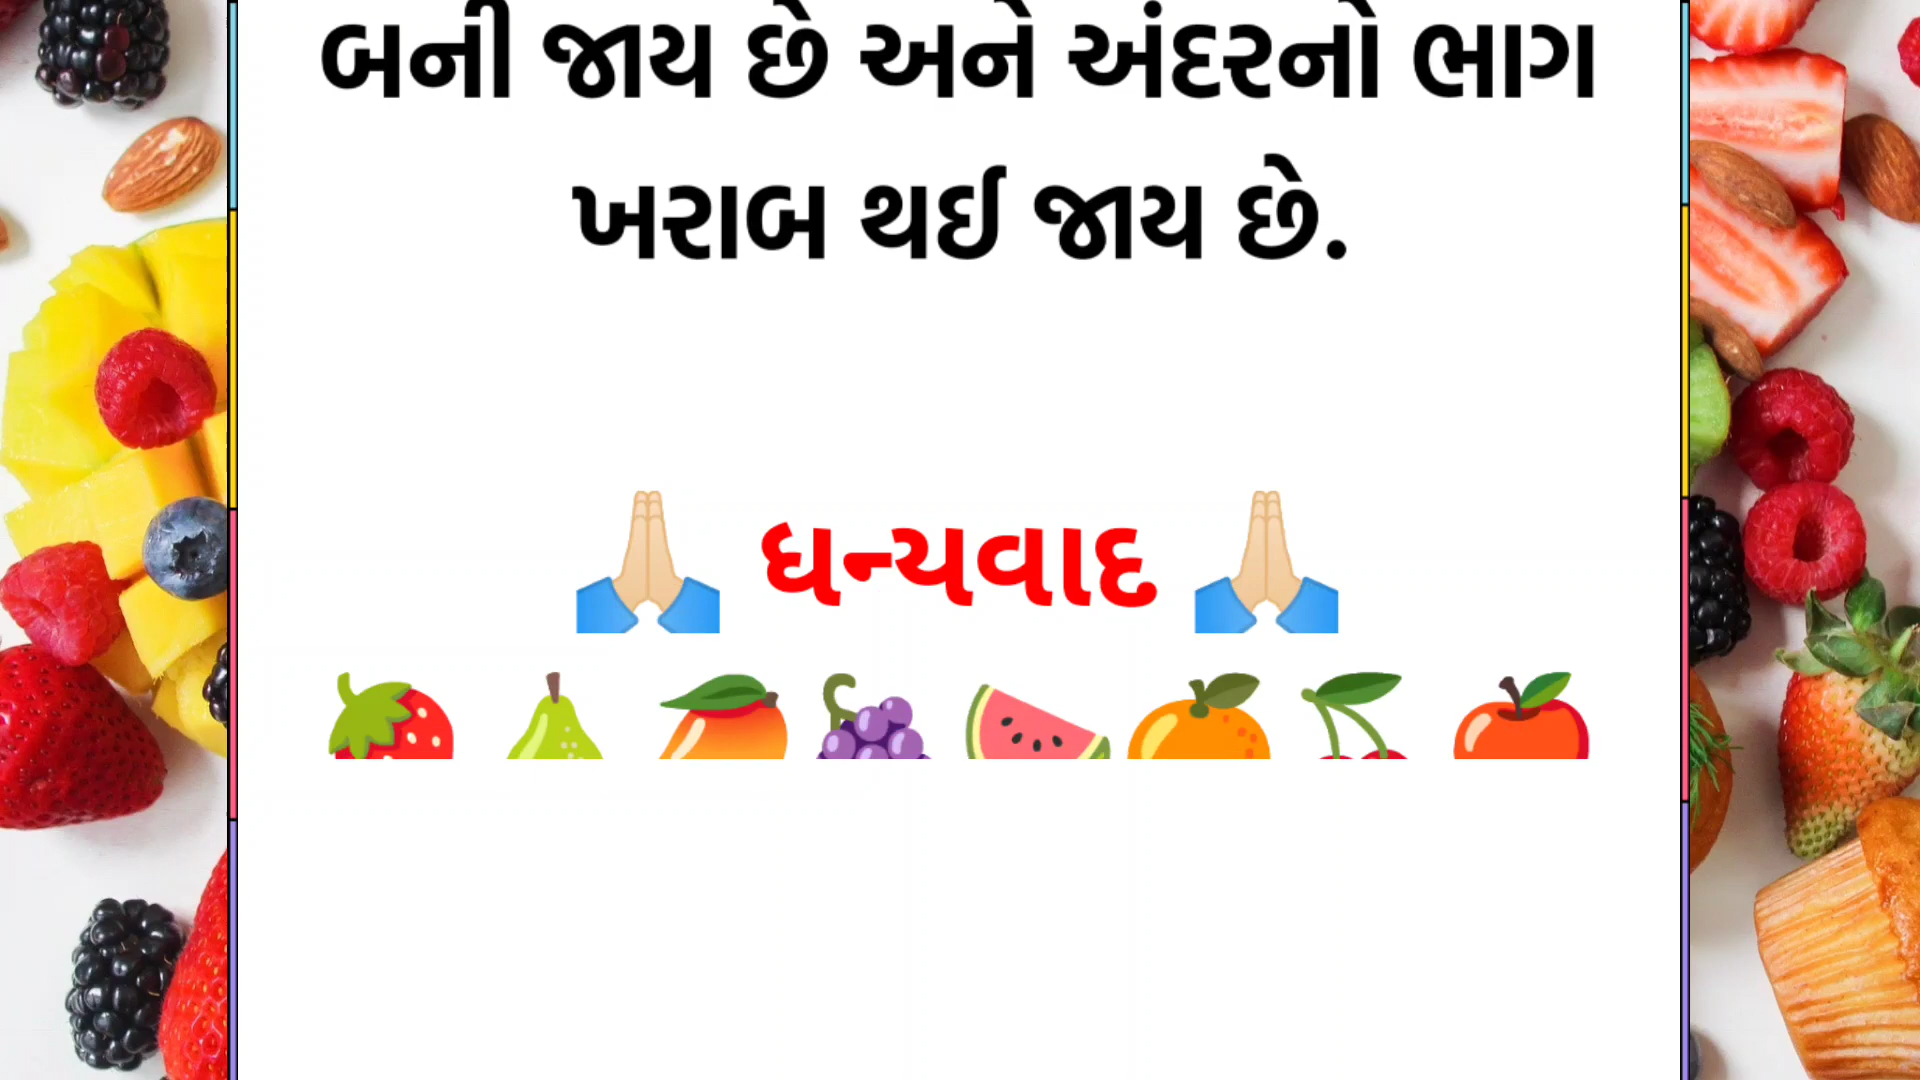 બની જાય છે અને અંદરનો ભાગ
ખરાબ થઈ જાય છે.
🙏🏻 ધન્યવાદ 🙏🏻
🍓🍐🥭🍇🍉🍊🍒🍎